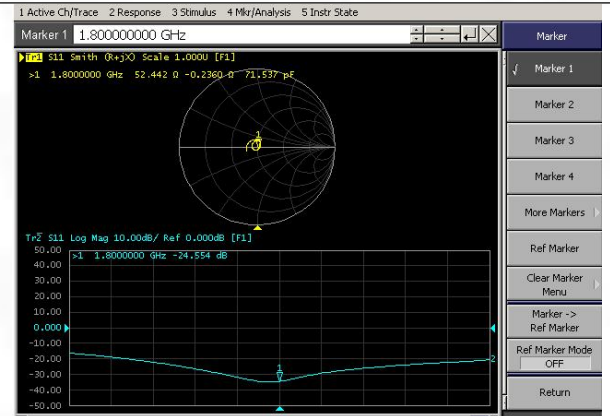 1 Active Ch/Trace 2 Response 3 Stimulus 4 Mkr/Analysis 5 Instr State
Marker 1 1.800000000 GHz
Tr1 S11 Smith (R+jX) Scale 1.000U [F1]
>1 1.8000000 GHz 52.442 Ω -0.2360 Ω 71.537 pF
1
Tr2 S11 Log Mag 10.00dB/ Ref 0.000dB [F1]
50.00
>1 1.8000000 GHz -24.554 dB
40.00
30.00
20.00
10.00
0.000
-10.00
-20.00
-30.00
-40.00
-50.00
1
2
Marker
√ Marker 1
Marker 2
Marker 3
Marker 4
More Markers
Ref Marker
Clear Marker
Menu
Marker ->
Ref Marker
Ref Marker Mode
OFF
Return